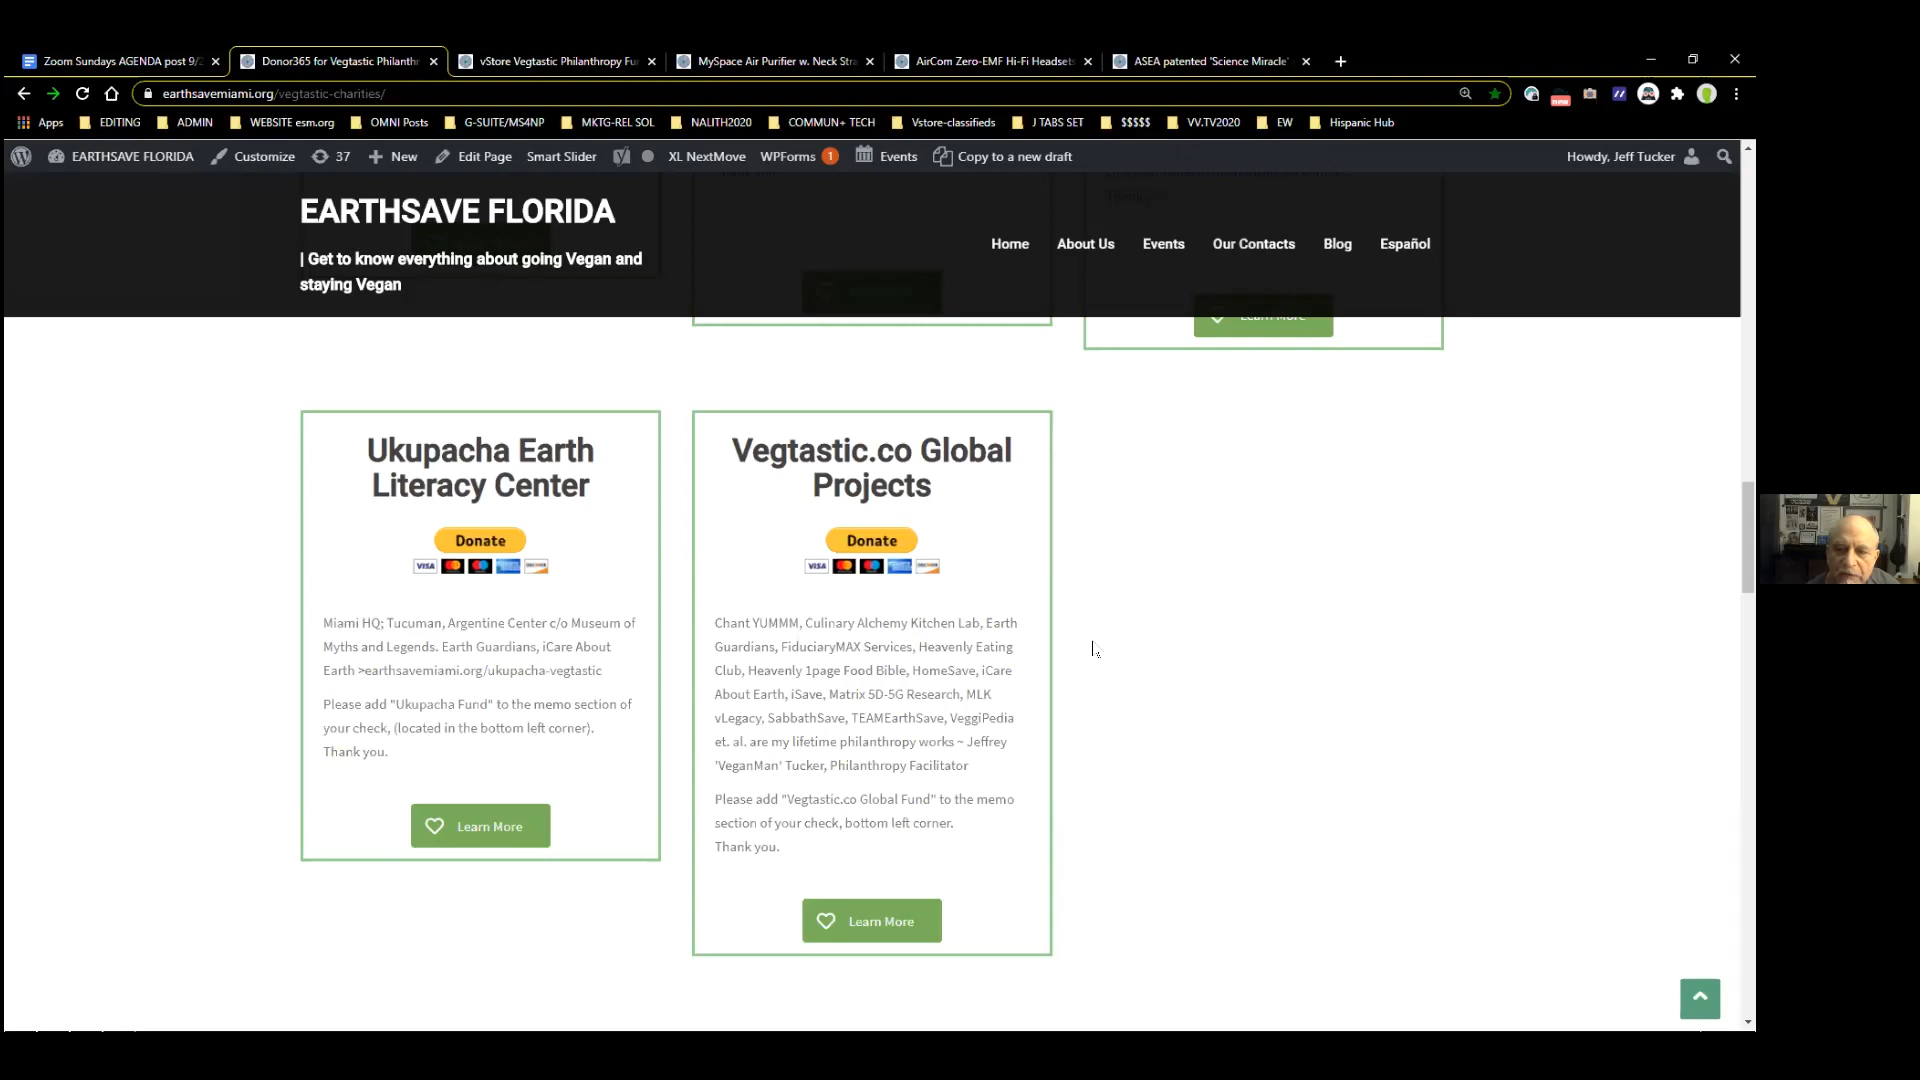 Zoom Sundays AGENDA post 9/
Donor365 for Vegtastic Philanthr
vStore Vegtastic Philanthropy Fu
MySpace Air Purifier w. Neck Stra
AirCom Zero-EMF Hi-Fi Headsets
ASEA patented 'Science Miracle'
earthsavemiami.org/vegtastic-charities/
new
Apps
EDITING
ADMIN
WEBSITE esm.org
OMNI Posts
G-SUITE/MS4NP
MKTG-REL SOL
NALITH2020
COMMUN+ TECH
Vstore-classifieds
J TABS SET
$$$$$
VV.TV2020
EW
Hispanic Hub
EARTHSAVE FLORIDA
Customize
37
New
Edit Page
Smart Slider
XL NextMove
WPForms 1
Events
Copy to a new draft
Howdy, Jeff Tucker
EARTHSAVE FLORIDA
| Get to know everything about going Vegan and
staying Vegan
Home
About Us
Events
Our Contacts
Blog
Español
Learn More
Ukupacha Earth
Literacy Center
Donate
VISA
Miami HQ; Tucuman, Argentine Center c/o Museum of
Myths and Legends. Earth Guardians, iCare About
Earth >earthsavemiami.org/ukupacha-vegtastic
Please add "Ukupacha Fund" to the memo section of
your check, (located in the bottom left corner).
Thank you.
Learn More
Vegtastic.co Global
Projects
Donate
VISA
Chant YUMMM, Culinary Alchemy Kitchen Lab, Earth
Guardians, FiduciaryMAX Services, Heavenly Eating
Club, Heavenly 1page Food Bible, HomeSave, iCare
About Earth, iSave, Matrix 5D-5G Research, MLK
vLegacy, SabbathSave, TEAMEarthSave, VeggiPedia
et. al. are my lifetime philanthropy works ~ Jeffrey
'VeganMan' Tucker, Philanthropy Facilitator
Please add "Vegtastic.co Global Fund" to the memo
section of your check, bottom left corner.
Thank you.
Learn More